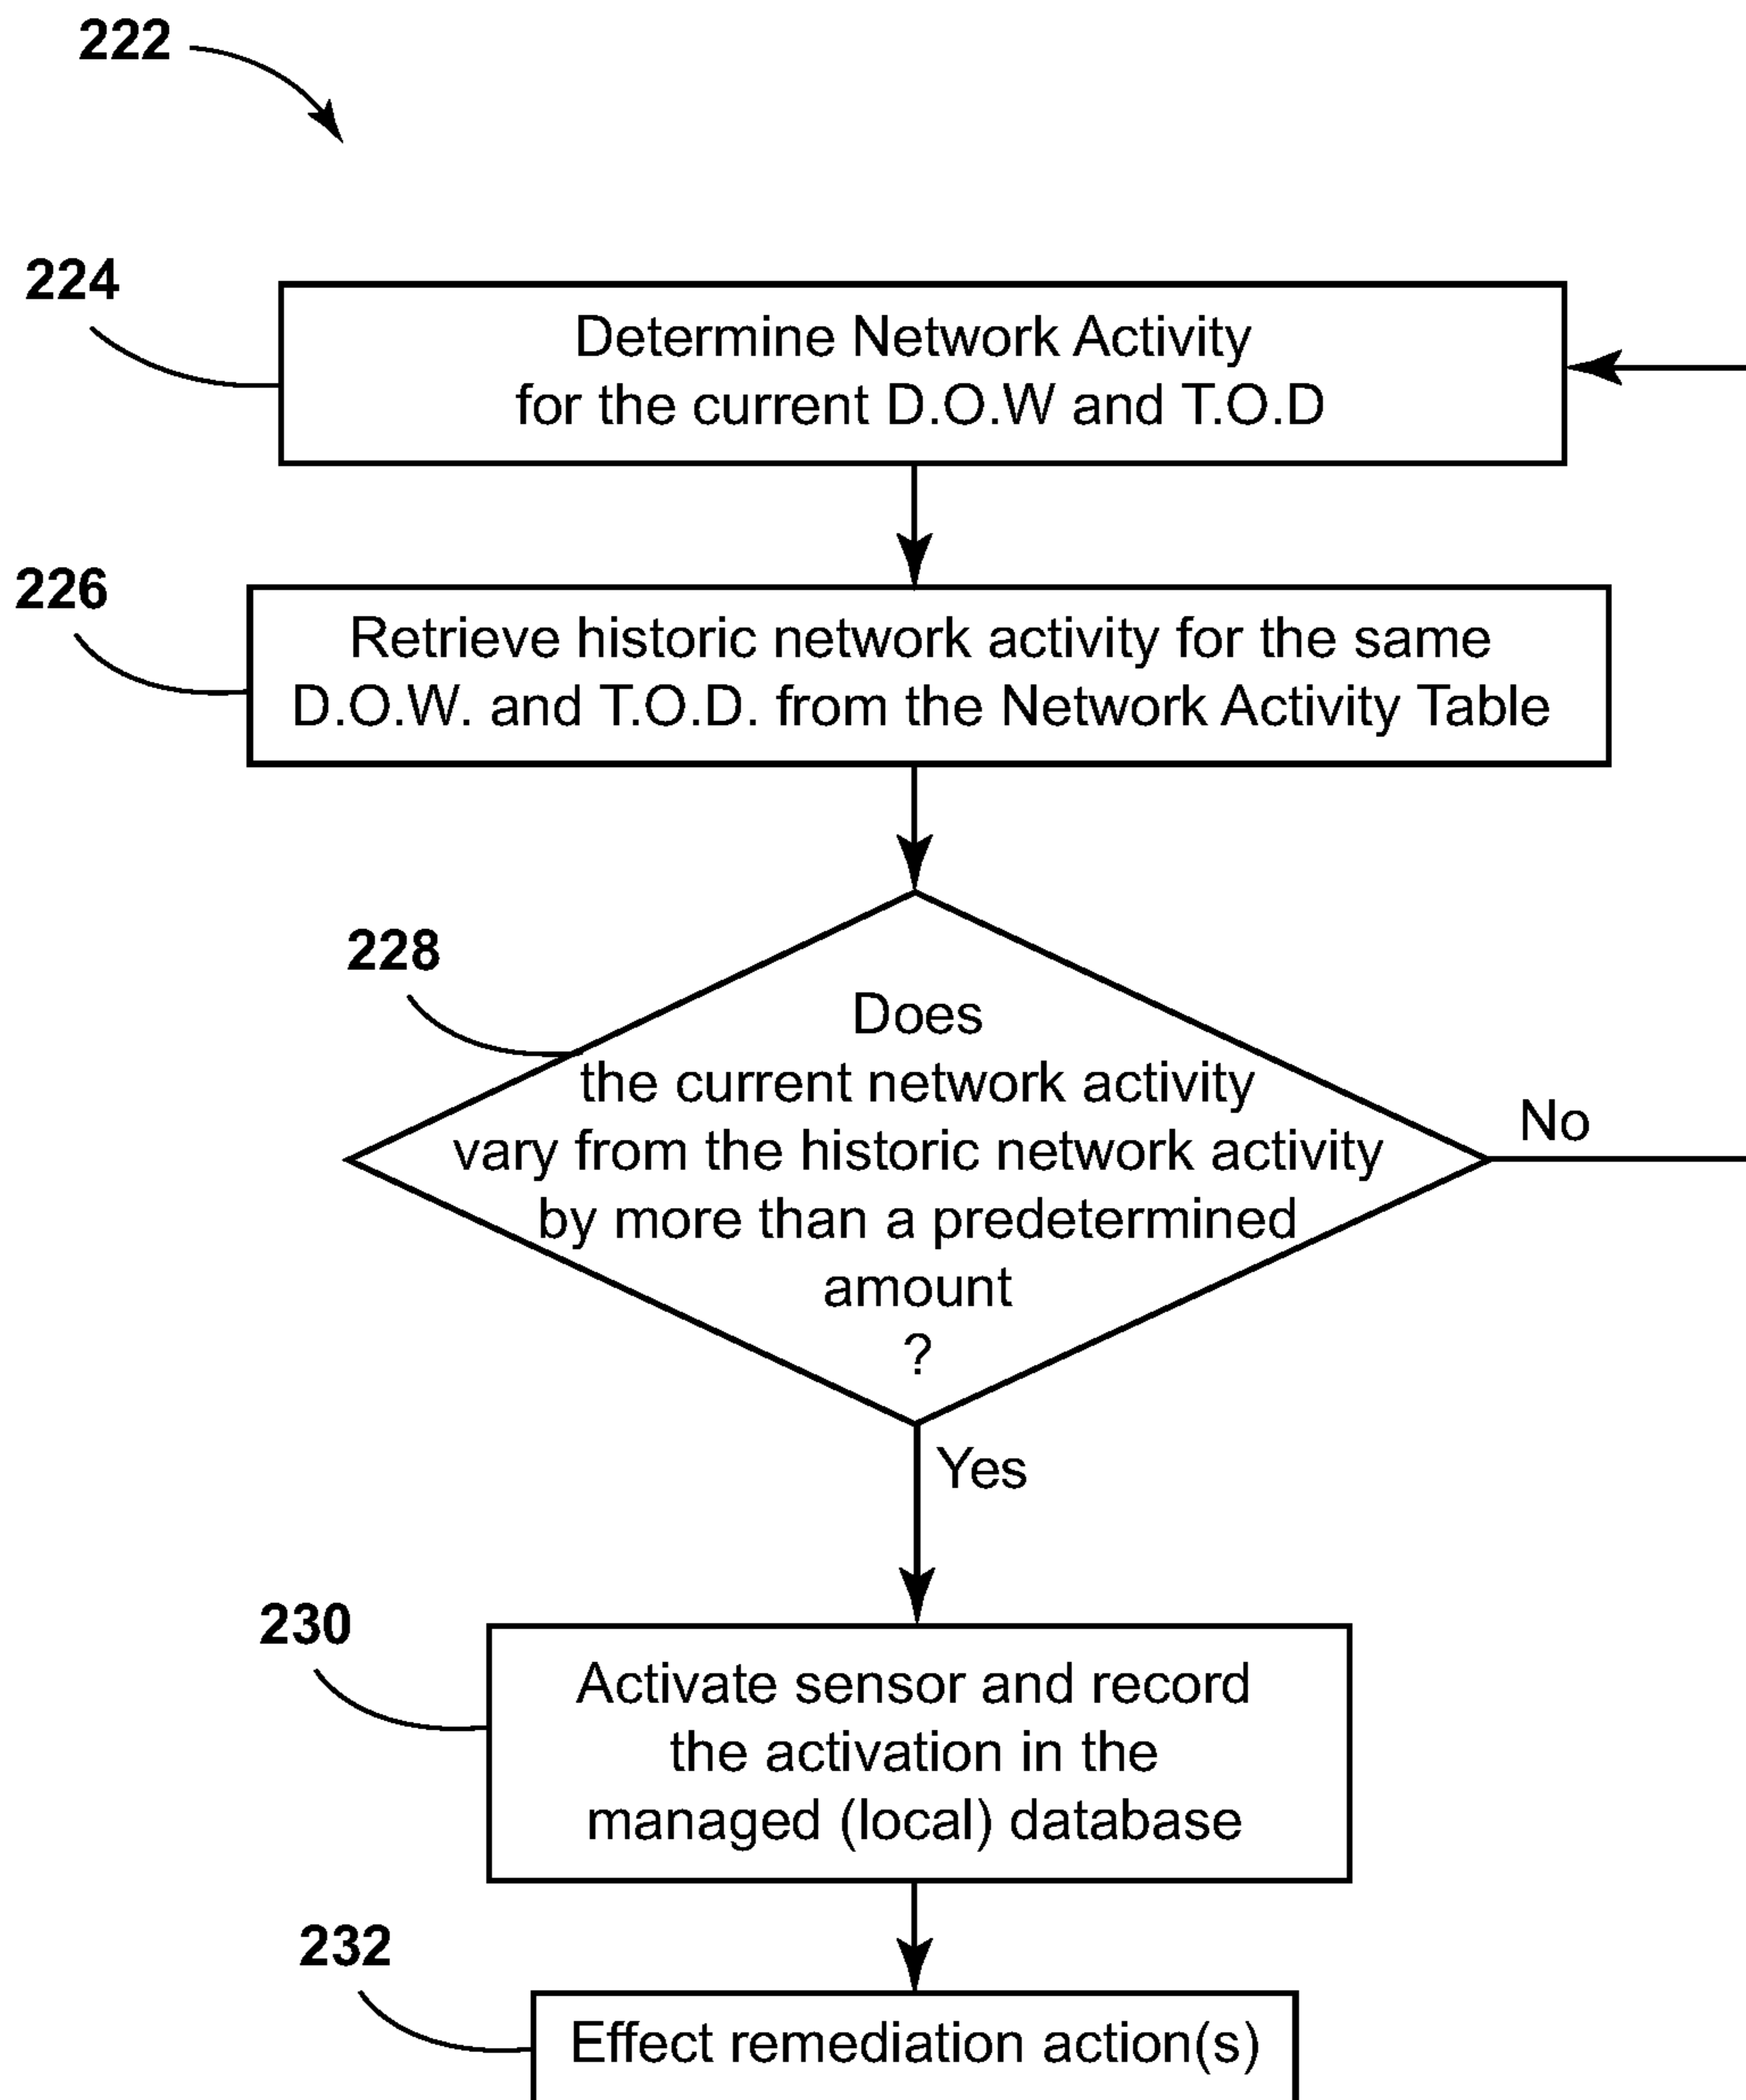 222
224
Determine Network Activity
for the current D.O.W and T.O.D
226
Retrieve historic network activity for the same
D.O.W. and T.O.D. from the Network Activity Table
228
Does
the current network activity
vary from the historic network activity
by more than a predetermined
amount
?
No
Yes
230
Activate sensor and record
the activation in the
managed (local) database
232
Effect remediation action(s)